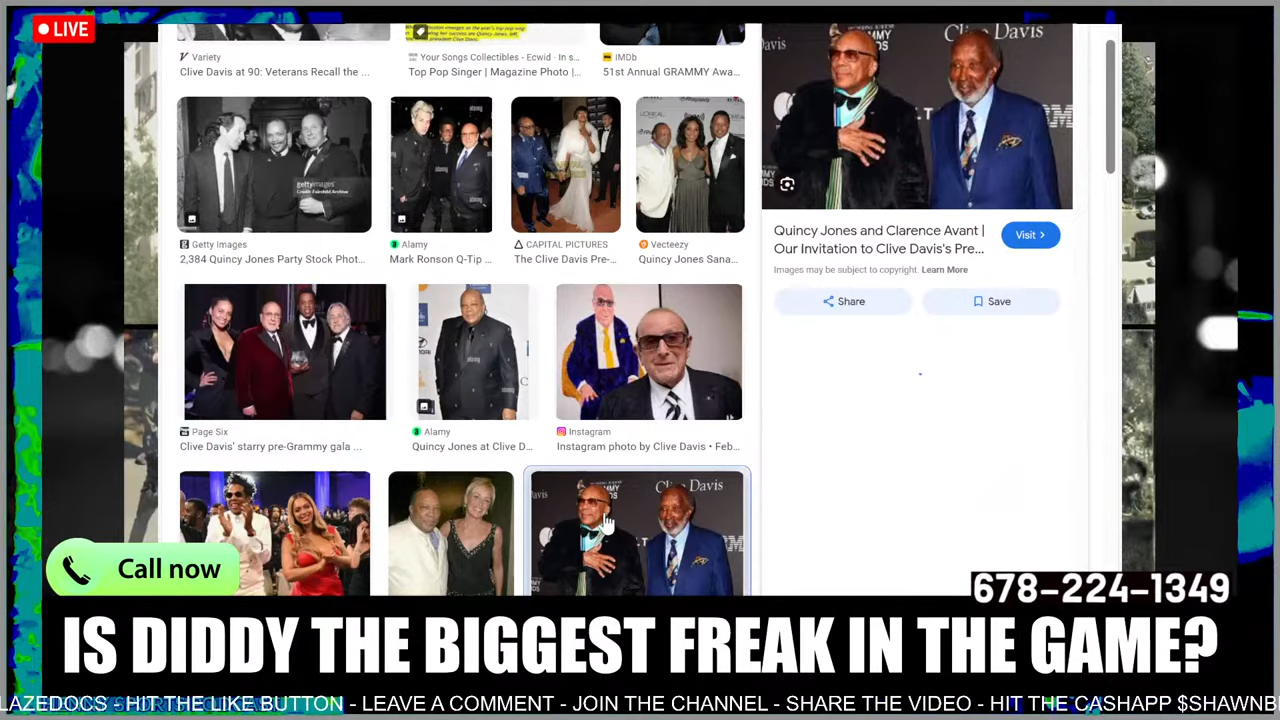 LIVE
Variety
Clive Davis at 90: Veterans Recall the ...
Your Songs Collectibles - Ecwid · In s...
Top Pop Singer | Magazine Photo |...
IMDb
51st Annual GRAMMY Awa...
Clive Davis
gettyimages
L'OREAL
alamy
Getty Images
2,384 Quincy Jones Party Stock Phot...
Alamy
Mark Ronson Q-Tip ...
CAPITAL PICTURES
The Clive Davis Pre-...
Vecteezy
Quincy Jones Sana...
Quincy Jones and Clarence Avant |
Our Invitation to Clive Davis's Pre...
Visit >
Images may be subject to copyright. Learn More
Share
Save
Page Six
Clive Davis' starry pre-Grammy gala ...
Alamy
Quincy Jones at Clive D...
Instagram
Instagram photo by Clive Davis • Feb...
Davis
Clive Davis
Call now
678-224-1349
IS DIDDY THE BIGGEST FREAK IN THE GAME?
LAZEDOCS - HIT THE LIKE BUTTON - LEAVE A COMMENT - JOIN THE CHANNEL - SHARE THE VIDEO - HIT THE CASHAPP $SHAWNB